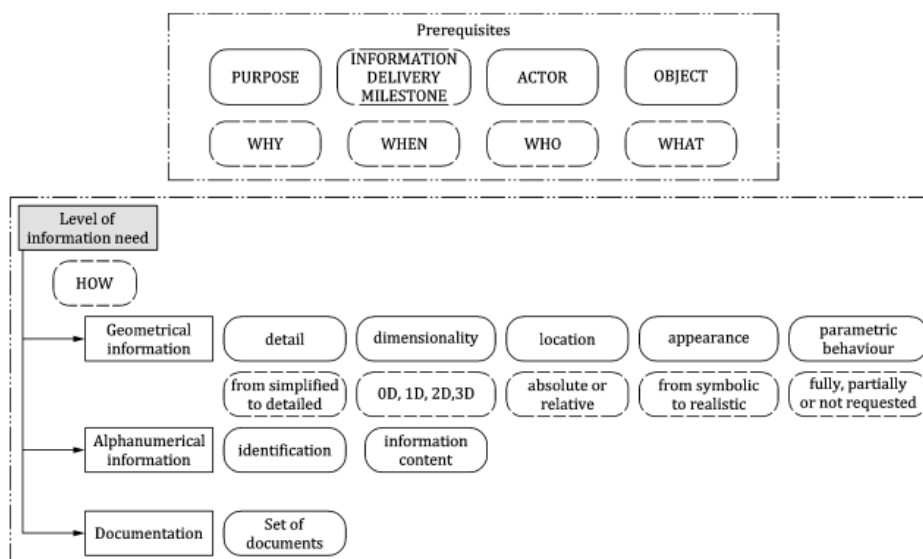 Prerequisites
PURPOSE
INFORMATION
DELIVERY
MILESTONE
ACTOR
OBJECT
WHY
WHEN
WHO
WHAT
Level of
information need
HOW
Geometrical
information
detail
dimensionality
location
appearance
parametric
behaviour
from simplified
to detailed
0D, 1D, 2D,3D
absolute or
relative
from symbolic
to realistic
fully, partially
or not requested
Alphanumerical
information
identification
information
content
Documentation
Set of
documents